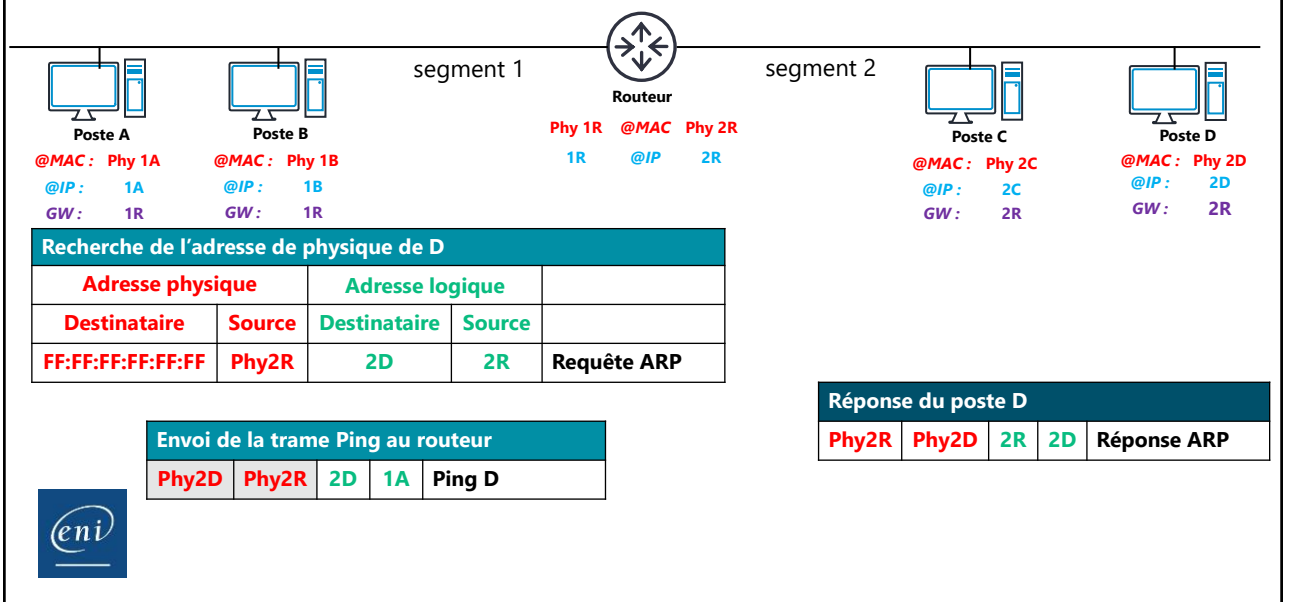 segment 1
segment 2
Routeur
Phy 1R @MAC Phy 2R
1R @IP 2R
Poste A
@MAC : Phy 1A
@IP : 1A
GW : 1R
Poste B
@MAC : Phy 1B
@IP : 1B
GW : 1R
Poste C
@MAC : Phy 2C
@IP : 2C
GW : 2R
Poste D
@MAC : Phy 2D
@IP : 2D
GW : 2R
Recherche de l’adresse de physique de D
Adresse physique Adresse logique
Destinataire Source Destinataire Source
FF:FF:FF:FF:FF:FF Phy2R 2D 2R Requête ARP
Réponse du poste D
Phy2R Phy2D 2R 2D Réponse ARP
Envoi de la trame Ping au routeur
Phy2D Phy2R 2D 1A Ping D
eni